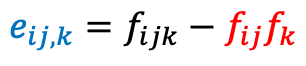 e_{ij,k} = f_{ijk} − f_{ij}f_k